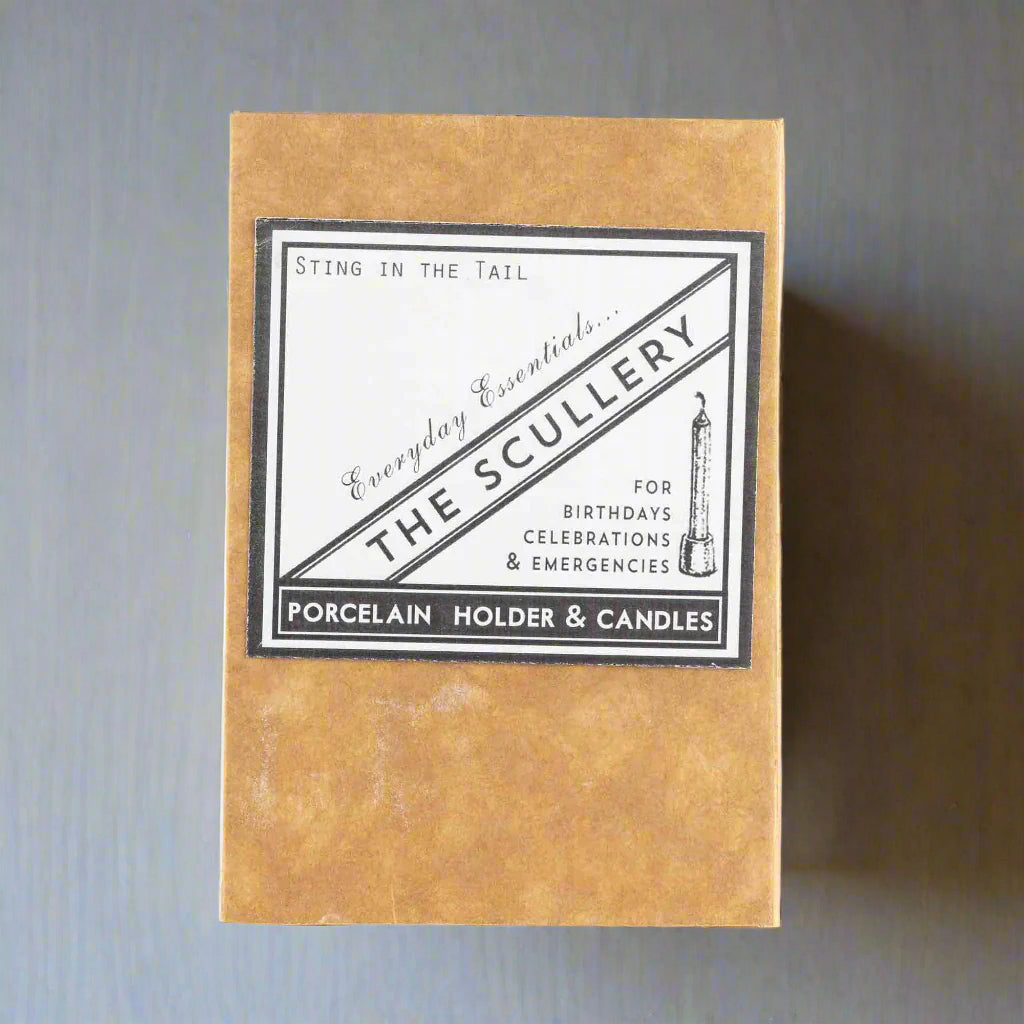 STING IN THE TAIL
Everyday Essentials...
THE SCULLERY
FOR
BIRTHDAYS
CELEBRATIONS
& EMERGENCIES
PORCELAIN HOLDER & CANDLES